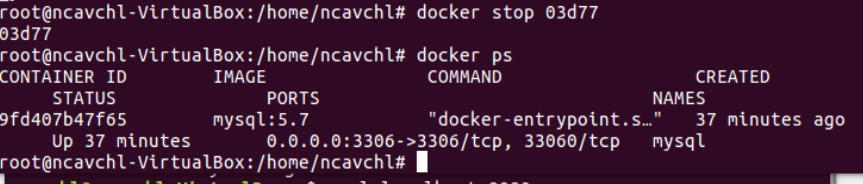 root@ncavchl-VirtualBox:/home/ncavchl# docker stop 03d77
03d77
root@ncavchl-VirtualBox:/home/ncavchl# docker ps
CONTAINER ID        IMAGE               COMMAND                  CREATED
     STATUS              PORTS                               NAMES
9fd407b47f65        mysql:5.7           "docker-entrypoint.s…"   37 minutes ago
     Up 37 minutes       0.0.0.0:3306->3306/tcp, 33060/tcp   mysql
root@ncavchl-VirtualBox:/home/ncavchl#